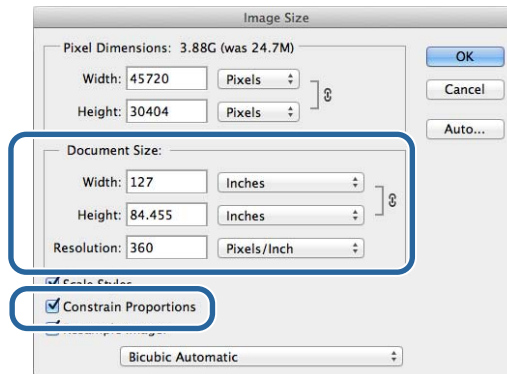 Image Size
Pixel Dimensions: 3.88G (was 24.7M)
Width: 45720 Pixels
Height: 30404 Pixels
OK
Cancel
Auto...
Document Size:
Width: 127 Inches
Height: 84.455 Inches
Resolution: 360 Pixels/Inch
Scale Styles
Constrain Proportions
Bicubic Automatic